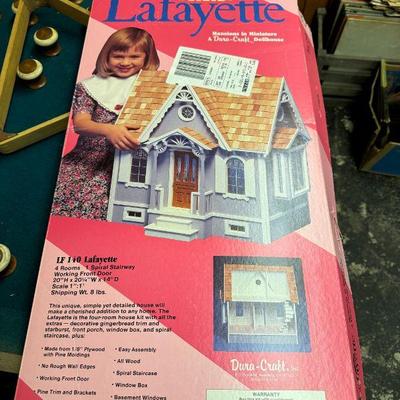 Lafayette
Mansions in Miniature
A Dura-Craft Dollhouse
LF 140 Lafayette
4 Rooms 1 Spiral Stairway
Working Front Door
20"H x 20¼"W x 14"D
Scale 1":1'
Shipping Wt. 8 lbs.
This unique, simple yet detailed house will
make a cherished addition to any home. The
Lafayette is the four-room house kit with all the
extras — decorative gingerbread trim and
starburst, front porch, window box, and spiral
staircase, plus:
• Made from 1/8" Plywood
with Pine Moldings
• No Rough Wall Edges
• Working Front Door
• Pine Trim and Brackets
• Easy Assembly
• All Wood
• Spiral Staircase
• Window Box
• Basement Windows
Dura-Craft, Inc.
WARRANTY